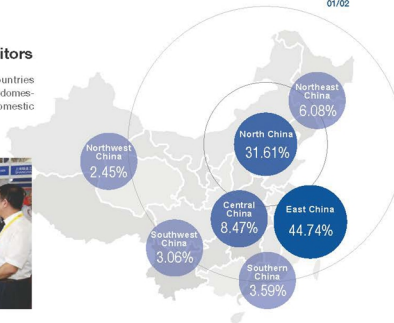 01/02
itors
ountries
domes-
omestic
Northeast
China
6.08%
North China
31.61%
Northwest
China
2.45%
Central
China
8.47%
East China
44.74%
Southwest
China
3.06%
Southern
China
3.59%